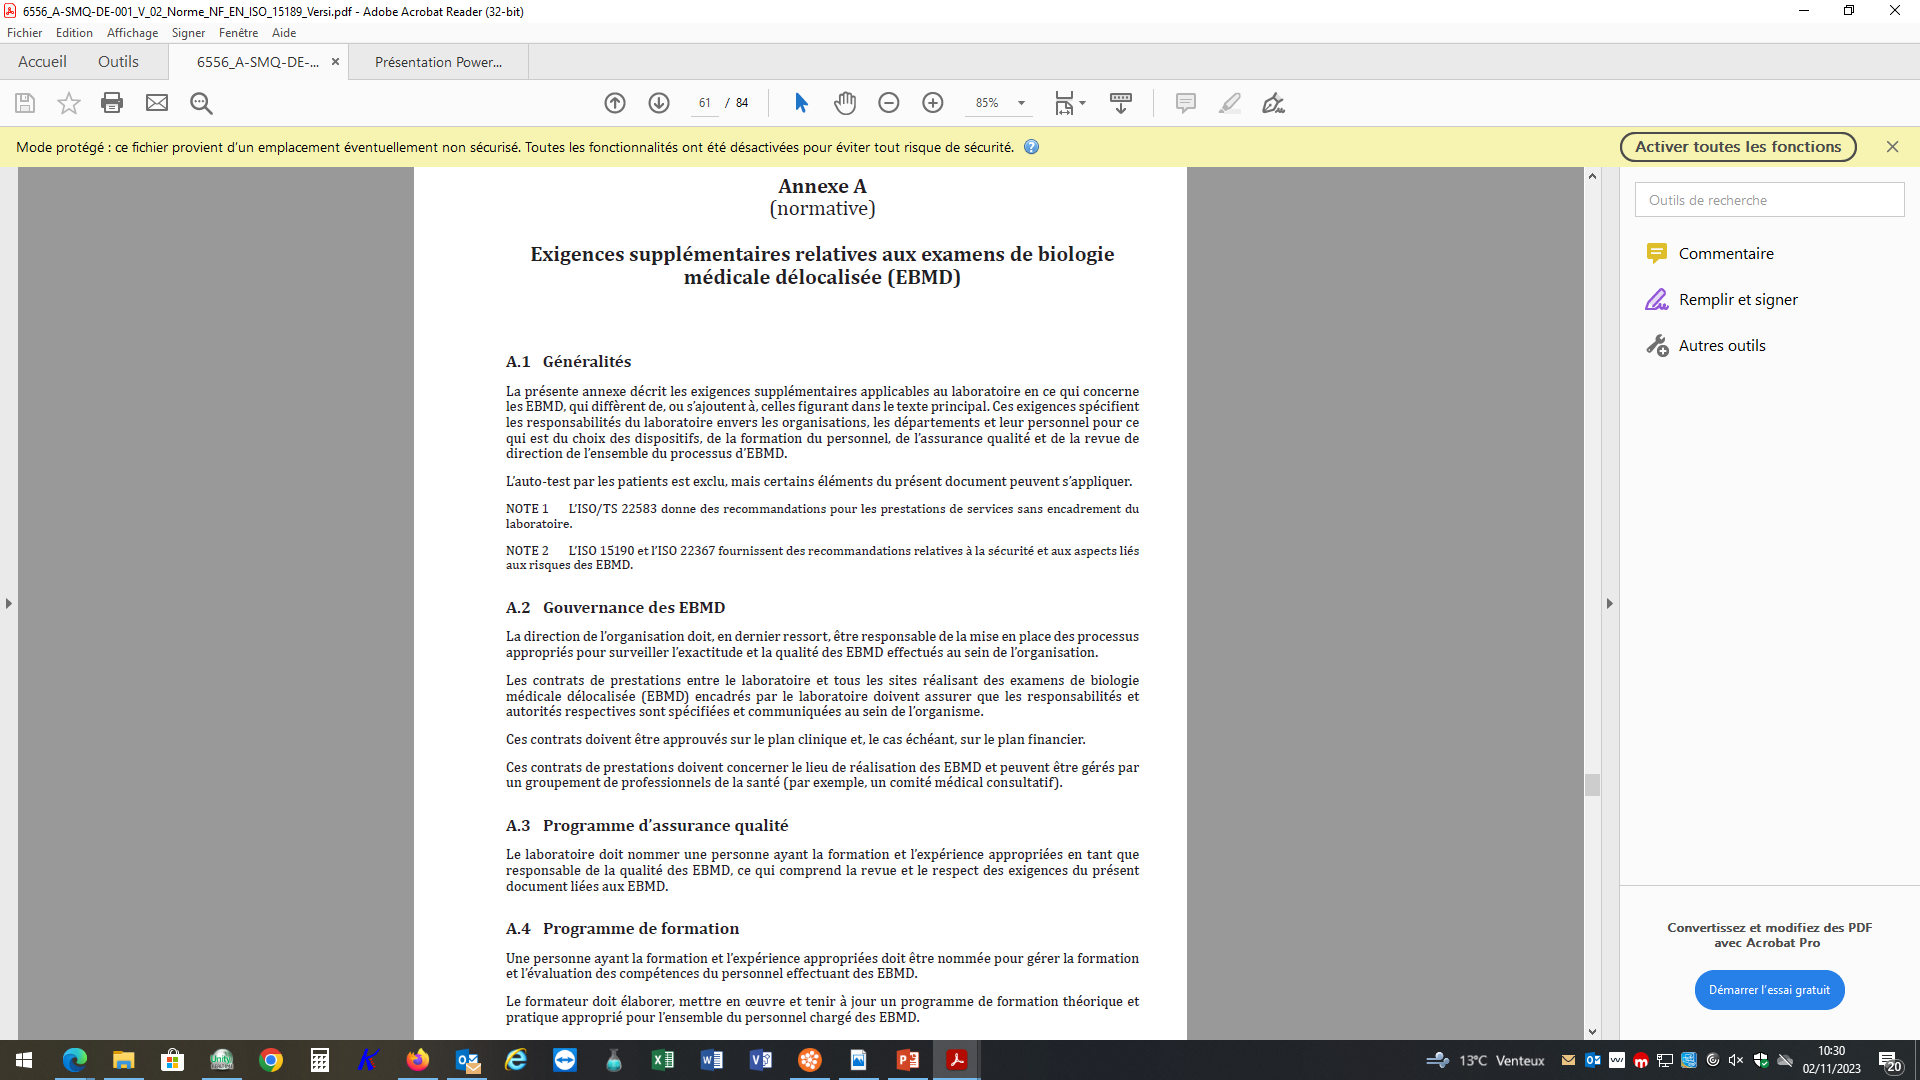 6556_A-SMQ-DE-001_V_02_Norme_NF_EN_ISO_15189_Versi.pdf - Adobe Acrobat Reader (32-bit)
Fichier Edition Affichage Signer Fenêtre Aide
Accueil Outils 6556_A-SMQ-DE-... Présentation Power...
61 / 84 85%
Mode protégé : ce fichier provient d'un emplacement éventuellement non sécurisé. Toutes les fonctionnalités ont été désactivées pour éviter tout risque de sécurité. Activer toutes les fonctions
Annexe A
(normative)
Exigences supplémentaires relatives aux examens de biologie
médicale délocalisée (EBMD)
A.1 Généralités
La présente annexe décrit les exigences supplémentaires applicables au laboratoire en ce qui concerne
les EBMD, qui diffèrent de, ou s'ajoutent à, celles figurant dans le texte principal. Ces exigences spécifient
les responsabilités du laboratoire envers les organisations, les départements et leur personnel pour ce
qui est du choix des dispositifs, de la formation du personnel, de l'assurance qualité et de la revue de
direction de l'ensemble du processus d'EBMD.
L'auto-test par les patients est exclu, mais certains éléments du présent document peuvent s'appliquer.
NOTE 1 L'ISO/TS 22583 donne des recommandations pour les prestations de services sans encadrement du
laboratoire.
NOTE 2 L'ISO 15190 et l'ISO 22367 fournissent des recommandations relatives à la sécurité et aux aspects liés
aux risques des EBMD.
A.2 Gouvernance des EBMD
La direction de l'organisation doit, en dernier ressort, être responsable de la mise en place des processus
appropriés pour surveiller l'exactitude et la qualité des EBMD effectués au sein de l'organisation.
Les contrats de prestations entre le laboratoire et tous les sites réalisant des examens de biologie
médicale délocalisée (EBMD) encadrés par le laboratoire doivent assurer que les responsabilités et
autorités respectives sont spécifiées et communiquées au sein de l'organisme.
Ces contrats doivent être approuvés sur le plan clinique et, le cas échéant, sur le plan financier.
Ces contrats de prestations doivent concerner le lieu de réalisation des EBMD et peuvent être gérés par
un groupement de professionnels de la santé (par exemple, un comité médical consultatif).
A.3 Programme d'assurance qualité
Le laboratoire doit nommer une personne ayant la formation et l'expérience appropriées en tant que
responsable de la qualité des EBMD, ce qui comprend la revue et le respect des exigences du présent
document liées aux EBMD.
A.4 Programme de formation
Une personne ayant la formation et l'expérience appropriées doit être nommée pour gérer la formation
et l'évaluation des compétences du personnel effectuant des EBMD.
Le formateur doit élaborer, mettre en œuvre et tenir à jour un programme de formation théorique et
pratique approprié pour l'ensemble du personnel chargé des EBMD.
Outils de recherche
Commentaire
Remplir et signer
Autres outils
Convertissez et modifiez des PDF
avec Acrobat Pro
Démarrer l'essai gratuit
13°C Venteux
10:30
02/11/2023
20